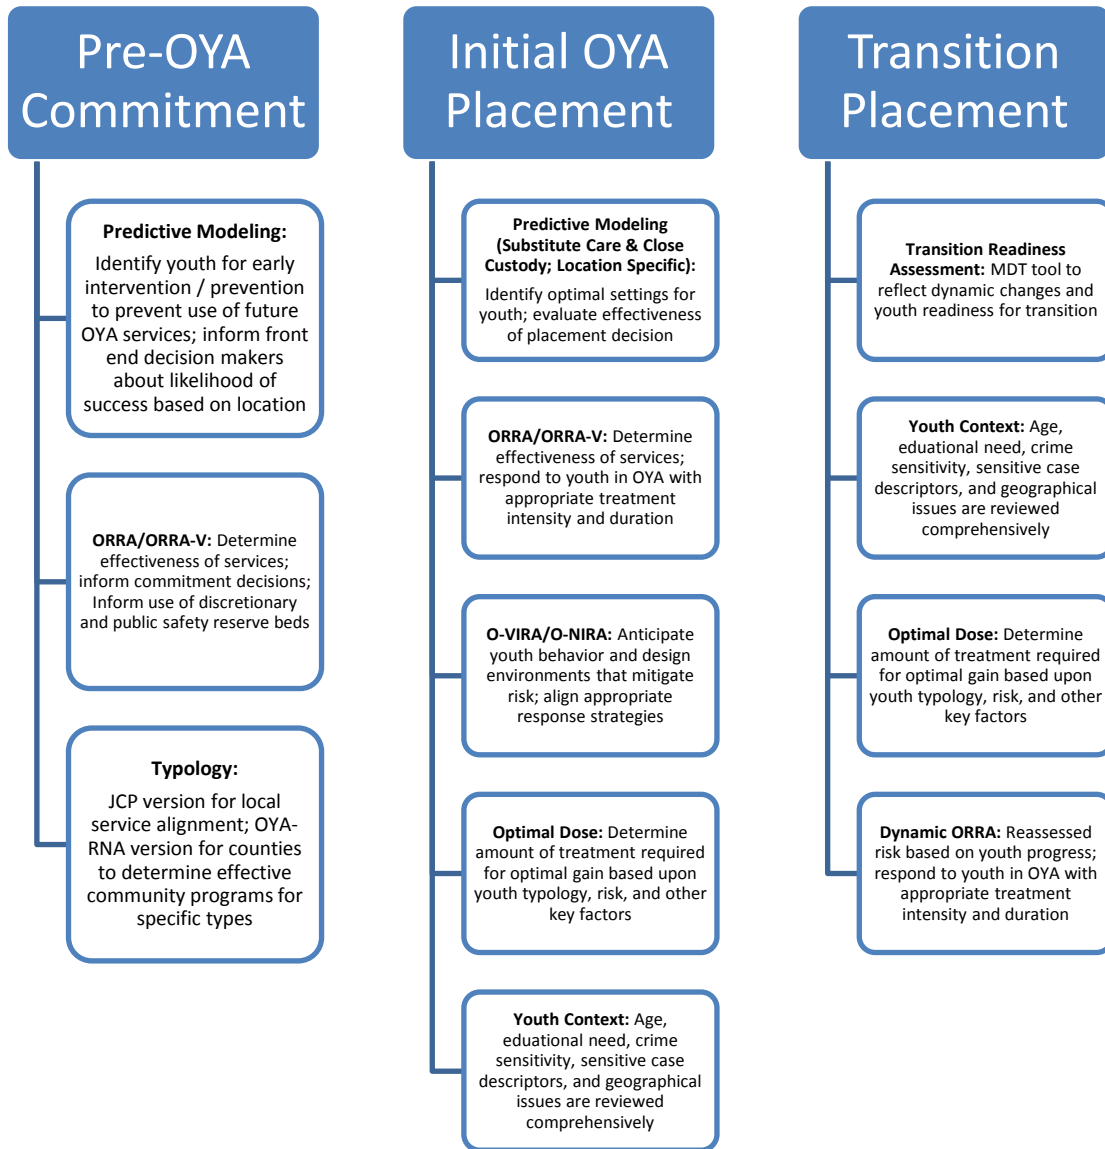 Pre-OYA
Commitment
Predictive Modeling:
Identify youth for early
intervention / prevention
to prevent use of future
OYA services; inform front
end decision makers
about likelihood of
success based on location
ORRA/ORRA-V: Determine
effectiveness of services;
inform commitment decisions;
Inform use of discretionary
and public safety reserve beds
Typology:
JCP version for local
service alignment; OYA-
RNA version for counties
to determine effective
community programs for
specific types
Initial OYA
Placement
Predictive Modeling
(Substitute Care & Close
Custody; Location Specific):
Identify optimal settings for
youth; evaluate effectiveness
of placement decision
ORRA/ORRA-V: Determine
effectiveness of services;
respond to youth in OYA with
appropriate treatment
intensity and duration
O-VIRA/O-NIRA: Anticipate
youth behavior and design
environments that mitigate
risk; align appropriate
response strategies
Optimal Dose: Determine
amount of treatment required
for optimal gain based upon
youth typology, risk, and other
key factors
Youth Context: Age,
eduational need, crime
sensitivity, sensitive case
descriptors, and geographical
issues are reviewed
comprehensively
Transition
Placement
Transition Readiness
Assessment: MDT tool to
reflect dynamic changes and
youth readiness for transition
Youth Context: Age,
eduational need, crime
sensitivity, sensitive case
descriptors, and geographical
issues are reviewed
comprehensively
Optimal Dose: Determine
amount of treatment required
for optimal gain based upon
youth typology, risk, and other
key factors
Dynamic ORRA: Reassessed
risk based on youth progress;
respond to youth in OYA with
appropriate treatment
intensity and duration